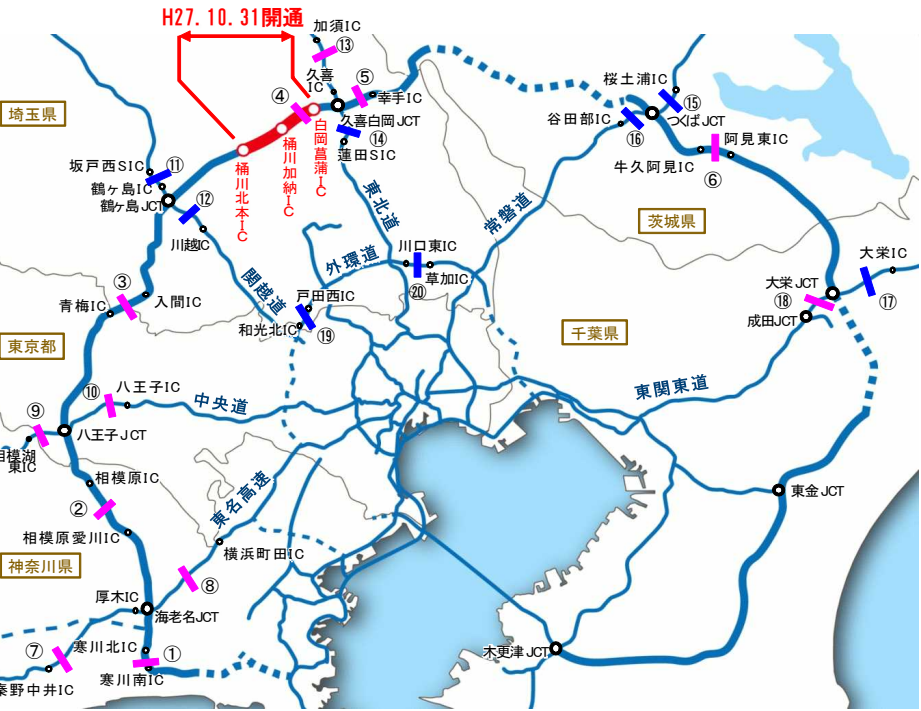 H27.10.31開通
加須IC
⑬
久喜
IC
⑤
幸手IC
④
久喜白岡JCT
⑭
蓮田SIC
白岡菖蒲IC
桶川加納IC
桶川北本IC
埼玉県
坂戸西SIC
⑪
鶴ヶ島IC
鶴ヶ島JCT
⑫
川越IC
桜土浦IC
⑮
谷田部IC
⑯
つくばJCT
阿見東IC
牛久阿見IC
⑥
茨城県
東北道
常磐道
外環道
川口東IC
⑳
草加IC
関越道
戸田西IC
和光北IC
⑲
③
青梅IC
入間IC
大栄IC
大栄JCT
⑱
⑰
成田JCT
千葉県
東京都
⑩
八王子IC
中央道
東関東道
⑨
八王子JCT
相模湖
東IC
相模原IC
②
東名高速
相模原愛川IC
横浜町田IC
東金JCT
神奈川県
⑧
厚木IC
海老名JCT
⑦
寒川北IC
①
寒川南IC
秦野中井IC
木更津JCT